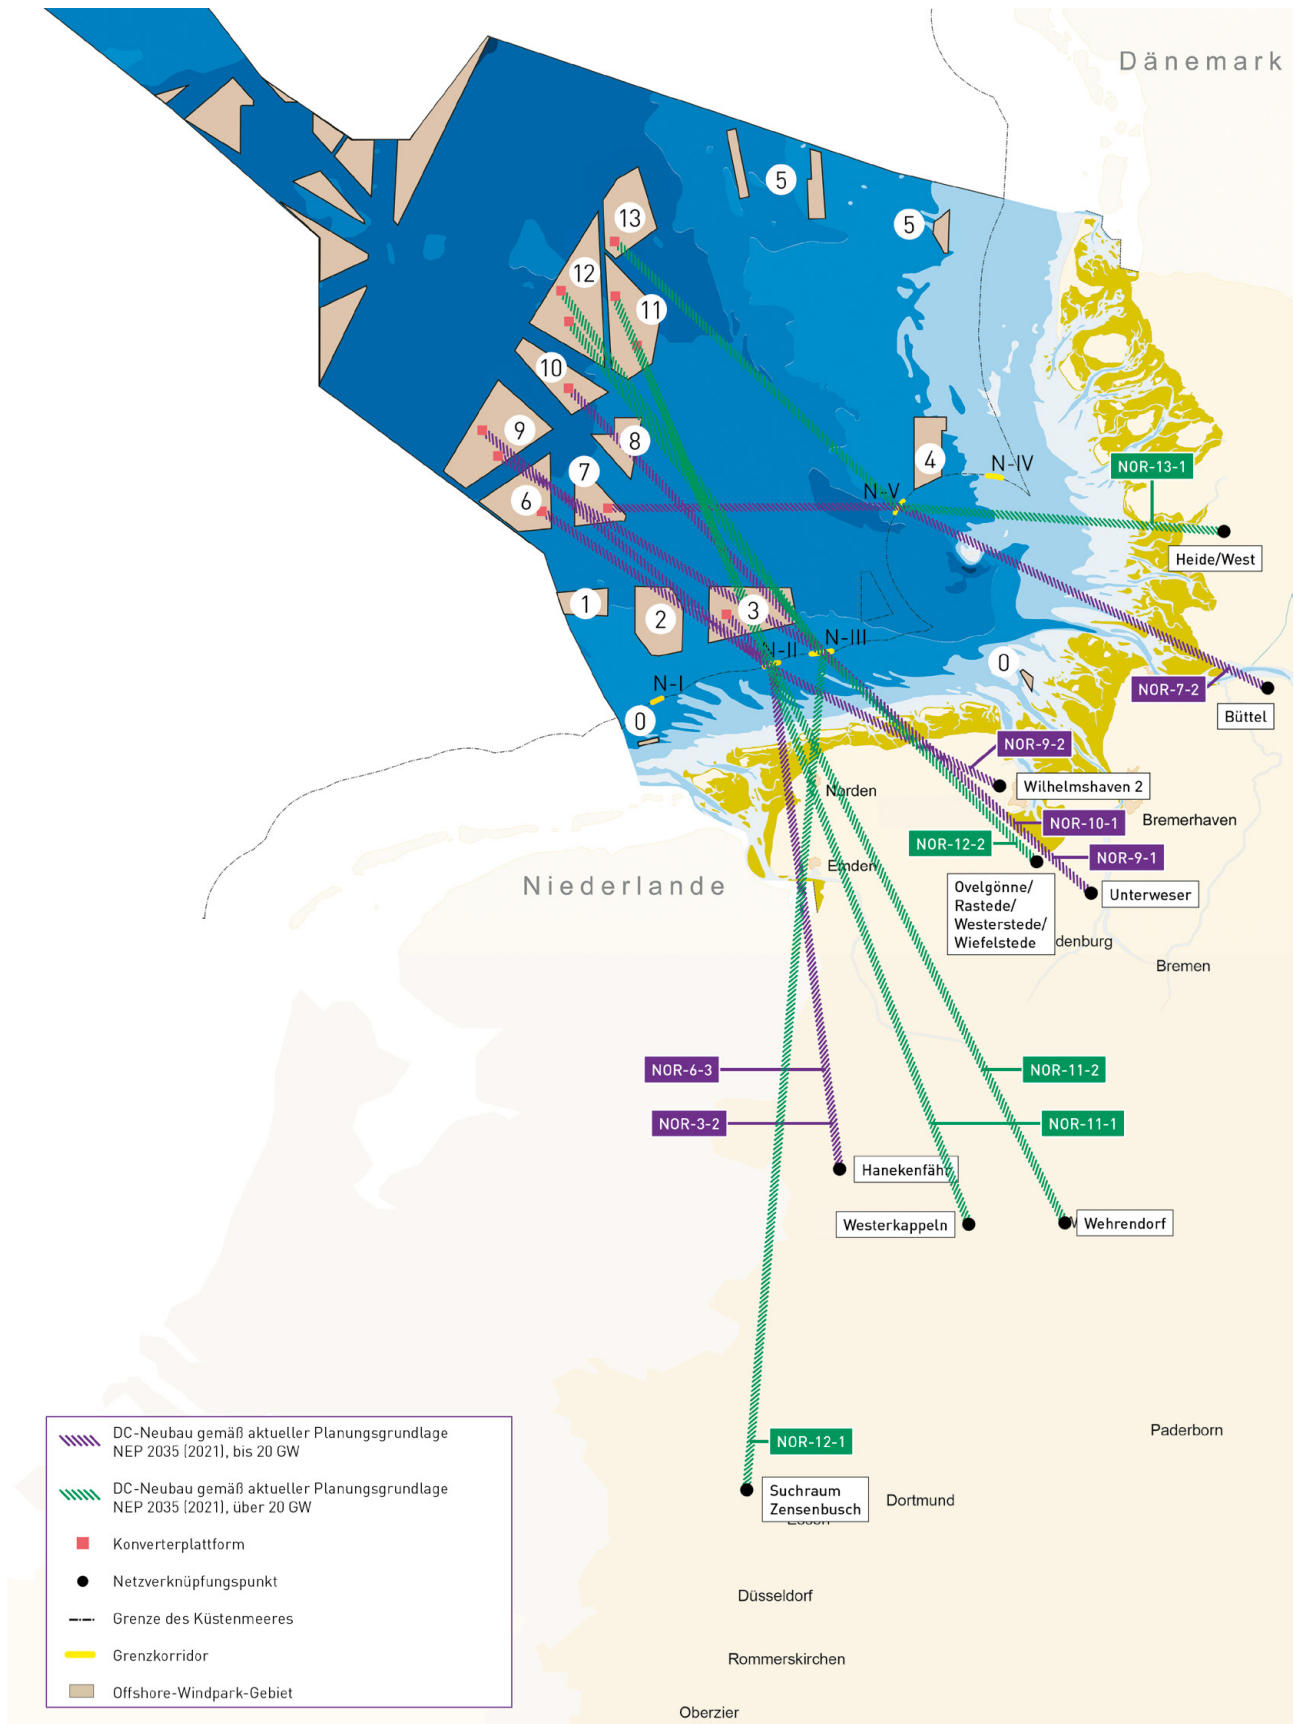 Dänemark
5
13
5
12
11
10
9
8
4
N-IV
7
N-V
NOR-13-1
6
Heide/West
1
3
2
N-III
N-II
0
N-I
NOR-7-2
0
Büttel
NOR-9-2
Norden
Wilhelmshaven 2
NOR-10-1
Bremerhaven
NOR-12-2
NOR-9-1
Emden
Niederlande
Ovelgönne/
Rastede/
Westerstede/
Wiefelstede
Unterweser
denburg
Bremen
NOR-6-3
NOR-11-2
NOR-3-2
NOR-11-1
Hanekenfähr
Westerkappeln
Wehrendorf
Paderborn
NOR-12-1
Suchraum
Zensenbusch
Dortmund
Essen
Düsseldorf
Rommerskirchen
Oberzier
DC-Neubau gemäß aktueller Planungsgrundlage
NEP 2035 (2021), bis 20 GW
DC-Neubau gemäß aktueller Planungsgrundlage
NEP 2035 (2021), über 20 GW
Konverterplattform
Netzverknüpfungspunkt
Grenze des Küstenmeeres
Grenzkorridor
Offshore-Windpark-Gebiet